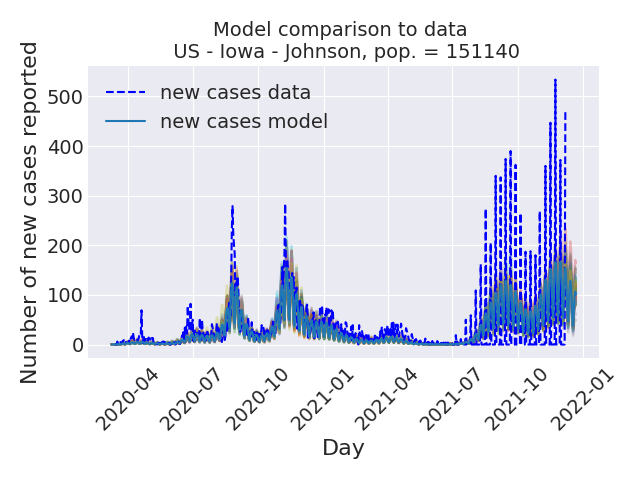 Model comparison to data
US - Iowa - Johnson, pop. = 151140
Number of new cases reported
500
400
300
200
100
0
new cases data
new cases model
2020-04
2020-07
2020-10
2021-01
2021-04
2021-07
2021-10
2022-01
Day